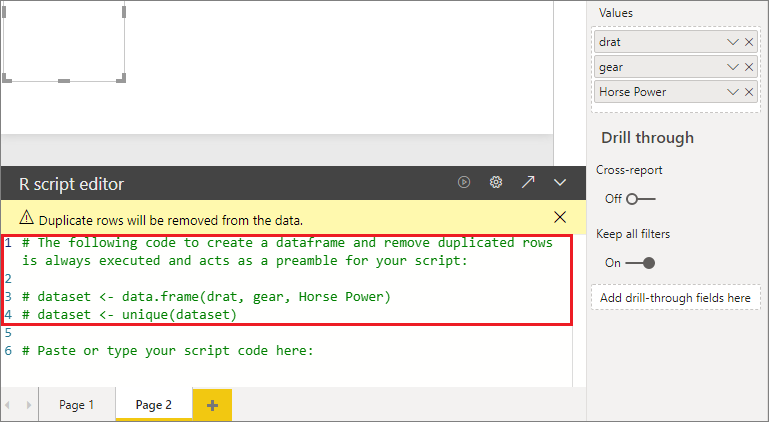 Values
drat
gear
Horse Power
Drill through
Cross-report
Off
Keep all filters
On
Add drill-through fields here
R script editor
Duplicate rows will be removed from the data.
1 # The following code to create a dataframe and remove duplicated rows
is always executed and acts as a preamble for your script:
2
3 # dataset <- data.frame(drat, gear, Horse Power)
4 # dataset <- unique(dataset)
5
6 # Paste or type your script code here:
Page 1
Page 2